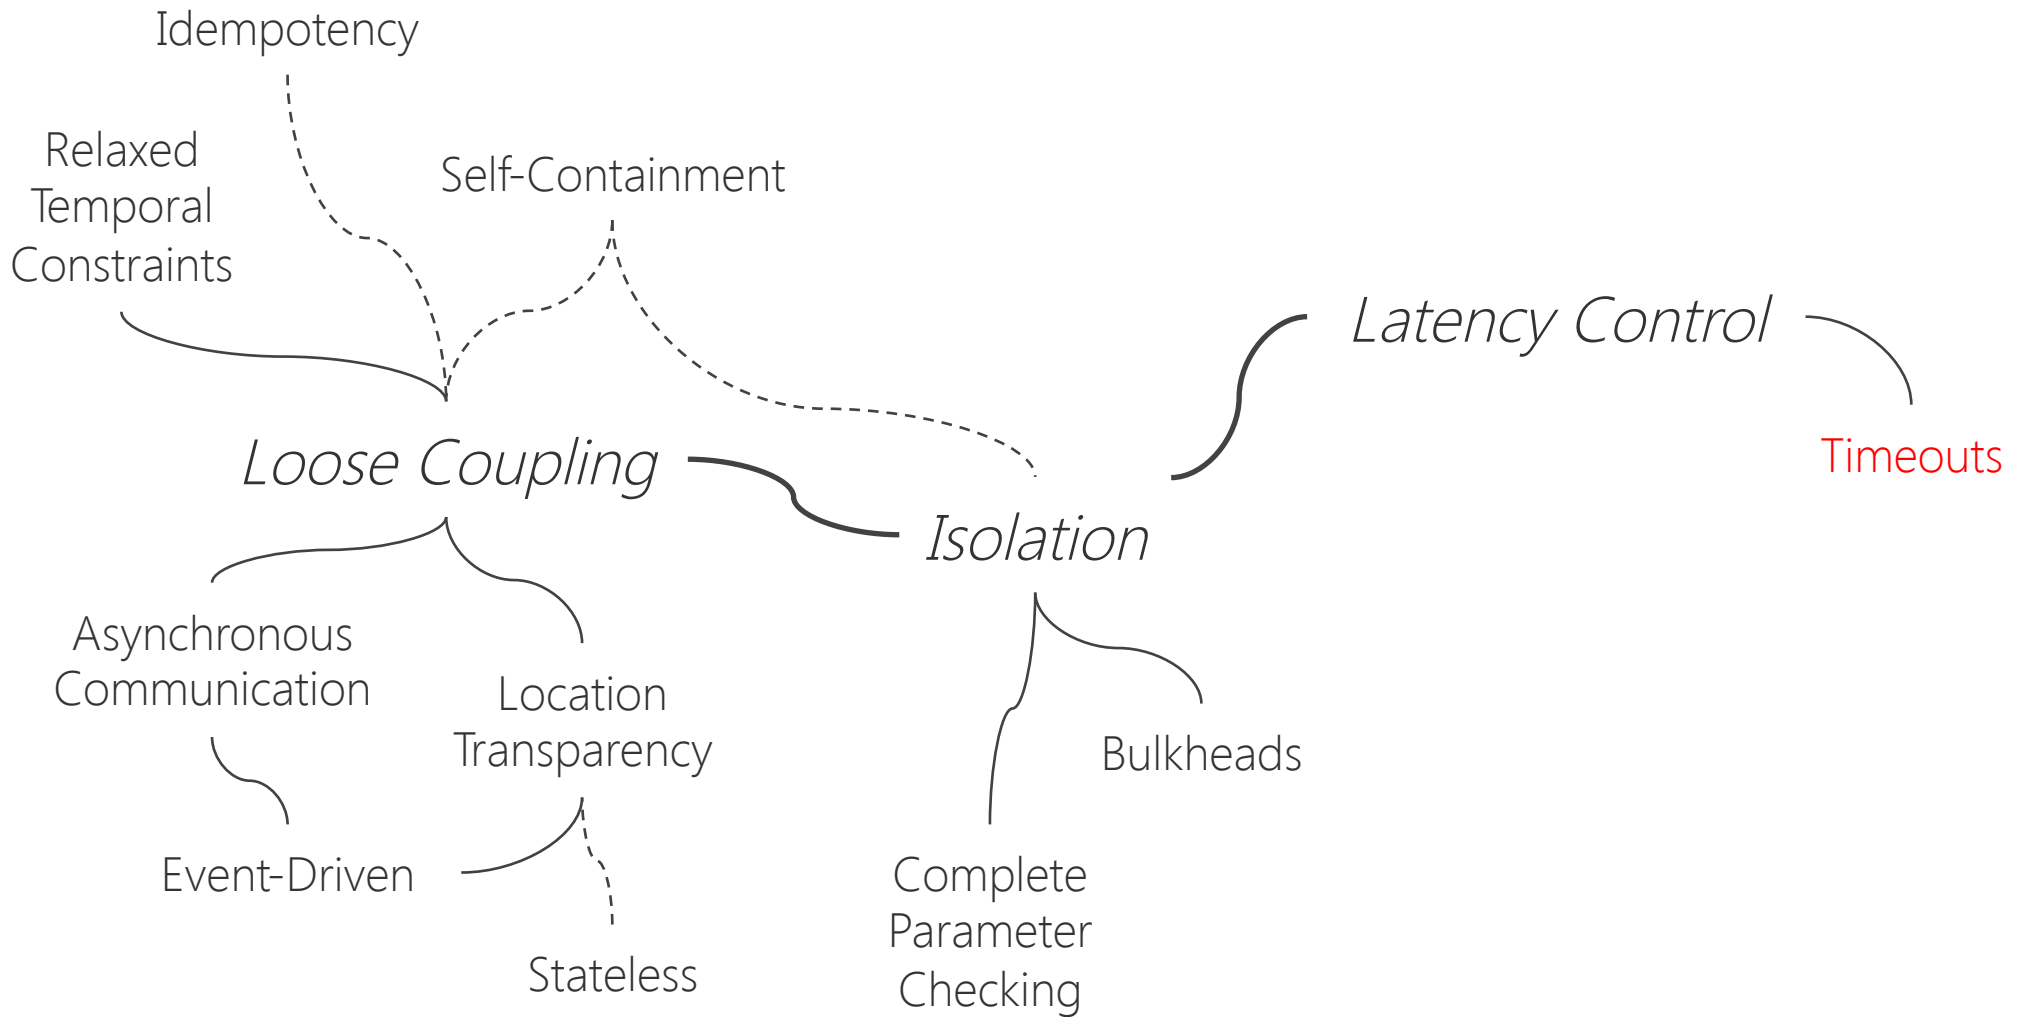 Idempotency
Relaxed
Temporal
Constraints
Self-Containment
Latency Control
Timeouts
Loose Coupling
Isolation
Asynchronous
Communication
Location
Transparency
Bulkheads
Event-Driven
Complete
Parameter
Checking
Stateless